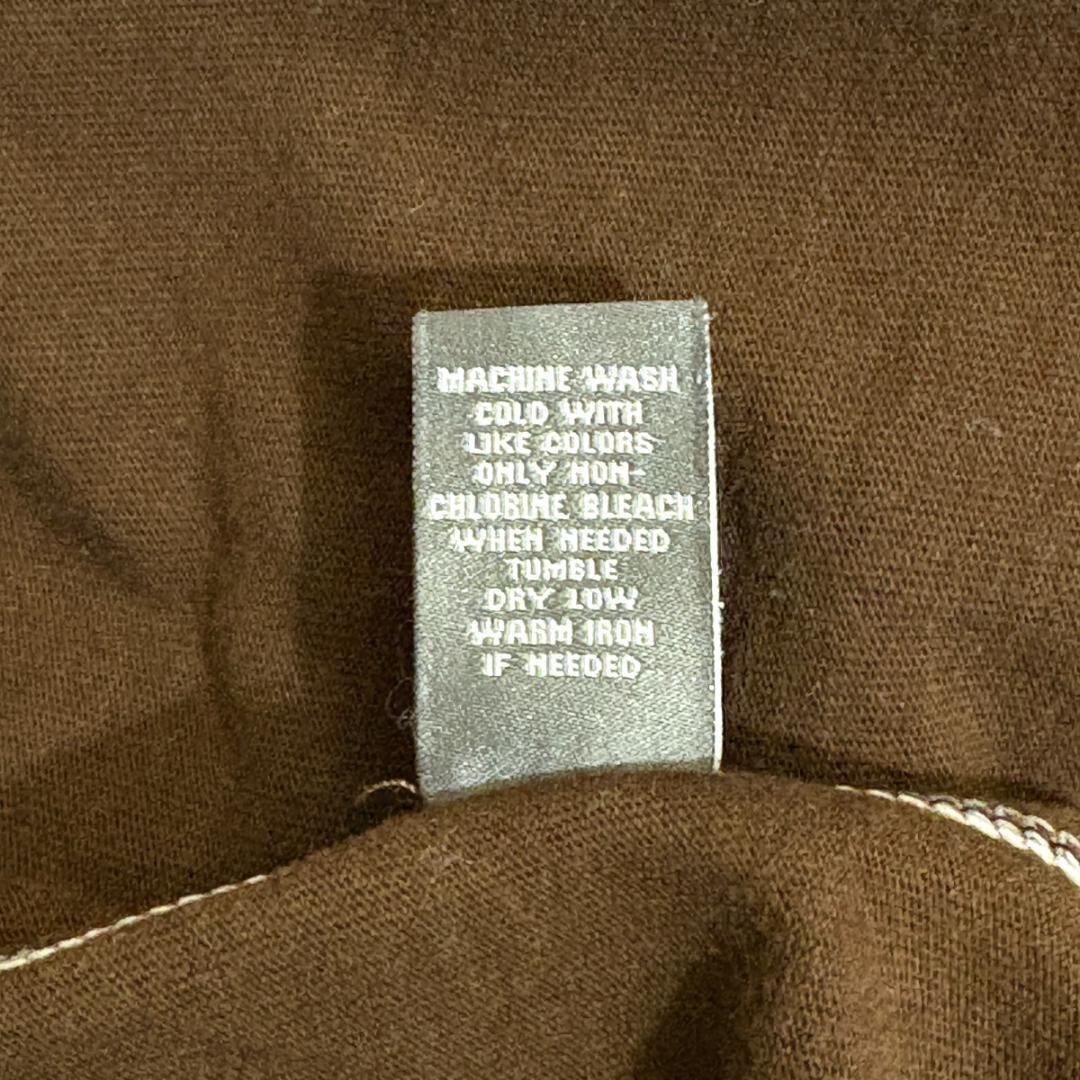 MACHINE WASH
COLD WITH
LIKE COLORS
ONLY NON-
CHLORINE BLEACH
WHEN NEEDED
TUMBLE
DRY LOW
WARM IRON
IF NEEDED